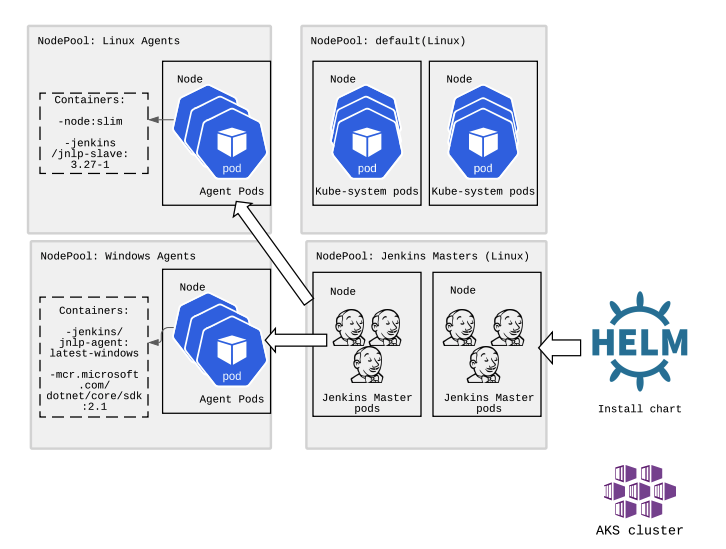 NodePool: Linux Agents
Containers:
-node:slim
-jenkins
/jnlp-slave:
3.27-1
Node
pod
Agent Pods
NodePool: default(Linux)
Node
pod
Kube-system pods
Node
pod
Kube-system pods
NodePool: Windows Agents
Containers:
-jenkins/
jnlp-agent:
latest-windows
-mcr.microsoft
.com/
dotnet/core/sdk
:2.1
Node
pod
Agent Pods
NodePool: Jenkins Masters (Linux)
Node
Jenkins Master
pods
Node
Jenkins Master
pods
HELM
Install chart
AKS cluster